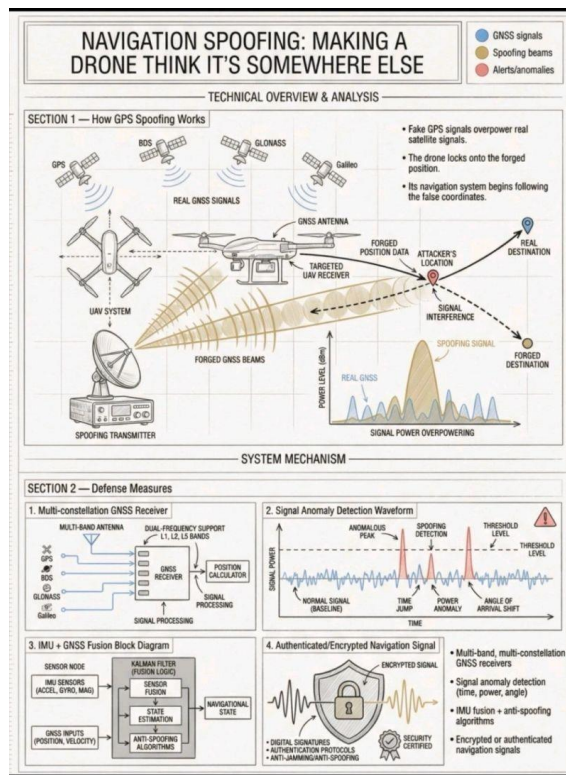 NAVIGATION SPOOFING: MAKING A
DRONE THINK IT'S SOMEWHERE ELSE
GNSS signals
Spoofing beams
Alerts/anomalies
TECHNICAL OVERVIEW & ANALYSIS
SECTION 1 — How GPS Spoofing Works
GPS
BDS
GLONASS
Galileo
REAL GNSS SIGNALS
• Fake GPS signals overpower real
satellite signals.
• The drone locks onto the forged
position.
• Its navigation system begins following
the false coordinates.
GNSS ANTENNA
TARGETED
UAV RECEIVER
FORGED
POSITION DATA
ATTACKER'S
LOCATION
REAL
DESTINATION
SIGNAL
INTERFERENCE
UAV SYSTEM
FORGED GNSS BEAMS
FORGED
DESTINATION
SPOOFING TRANSMITTER
POWER LEVEL (dBm)
REAL GNSS
SPOOFING SIGNAL
SIGNAL POWER OVERPOWERING
SYSTEM MECHANISM
SECTION 2 — Defense Measures
1. Multi-constellation GNSS Receiver
MULTI-BAND ANTENNA
DUAL-FREQUENCY SUPPORT
L1, L2, L5 BANDS
GPS
BDS
GLONASS
Galileo
GNSS
RECEIVER
POSITION
CALCULATOR
SIGNAL
PROCESSING
SIGNAL PROCESSING
2. Signal Anomaly Detection Waveform
ANOMALOUS
PEAK
SPOOFING
DETECTION
THRESHOLD
LEVEL
THRESHOLD
LEVEL
SIGNAL POWER
NORMAL SIGNAL
(BASELINE)
TIME
JUMP
POWER
ANOMALY
ANGLE OF
ARRIVAL SHIFT
TIME
3. IMU + GNSS Fusion Block Diagram
SENSOR NODE
IMU SENSORS
(ACCEL, GYRO, MAG)
GNSS INPUTS
(POSITION, VELOCITY)
KALMAN FILTER
(FUSION LOGIC)
SENSOR
FUSION
STATE
ESTIMATION
ANTI-SPOOFING
ALGORITHMS
NAVIGATIONAL
STATE
4. Authenticated/Encrypted Navigation Signal
ENCRYPTED SIGNAL
• DIGITAL SIGNATURES
• AUTHENTICATION PROTOCOLS
• ANTI-JAMMING/ANTI-SPOOFING
SECURITY
CERTIFIED
• Multi-band, multi-constellation
GNSS receivers
• Signal anomaly detection
(time, power, angle)
• IMU fusion + anti-spoofing
algorithms
• Encrypted or authenticated
navigation signals